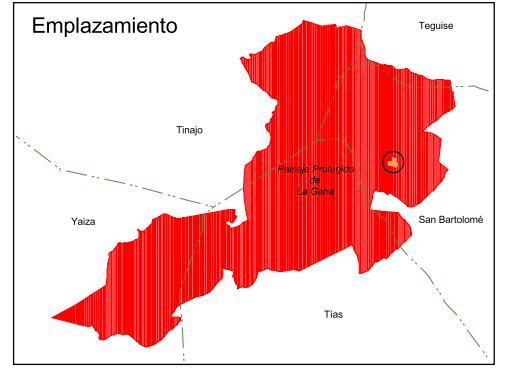 Emplazamiento
Teguise
Tinajo
Paisaje Protegido
de
La Geria
Yaiza
San Bartolomé
Tías